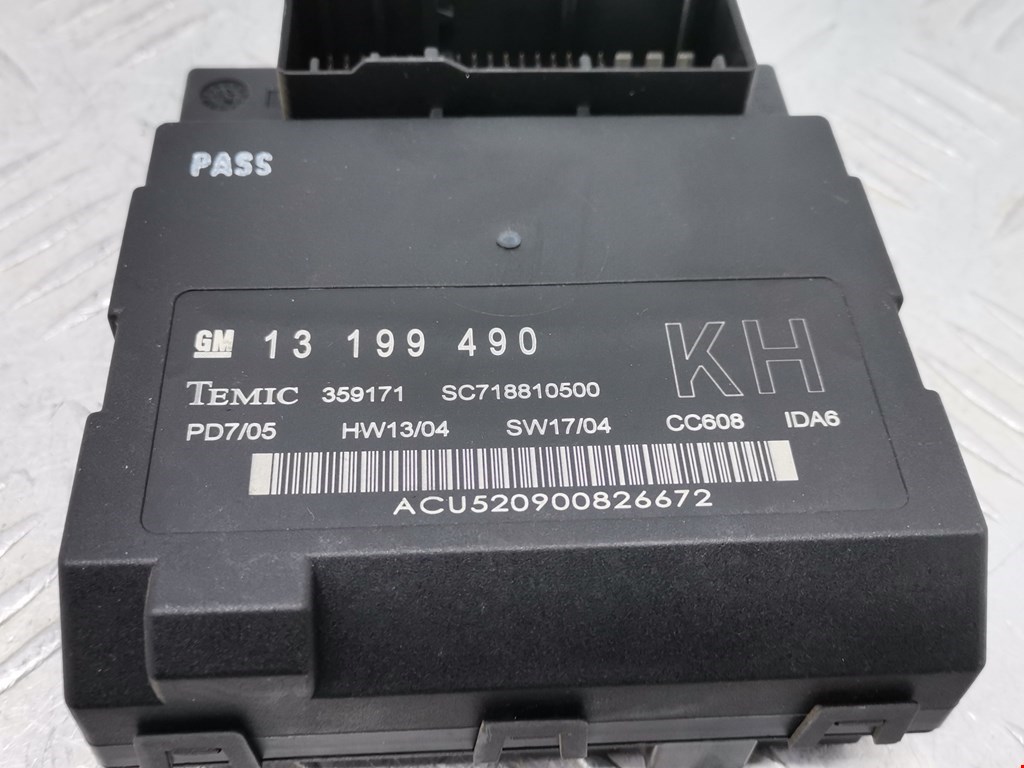 PASS
GM 13 199 490 KH
TEMIC 359171 SC718810500
PD7/05 HW13/04 SW17/04 CC608 IDA6
ACU520900826672